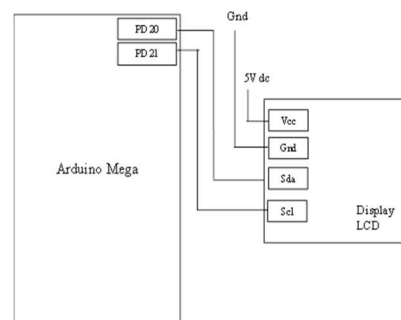 Gnd
PD 20
PD 21
5V dc
Vcc
Gnd
Arduino Mega
Sda
Scl
Display
LCD